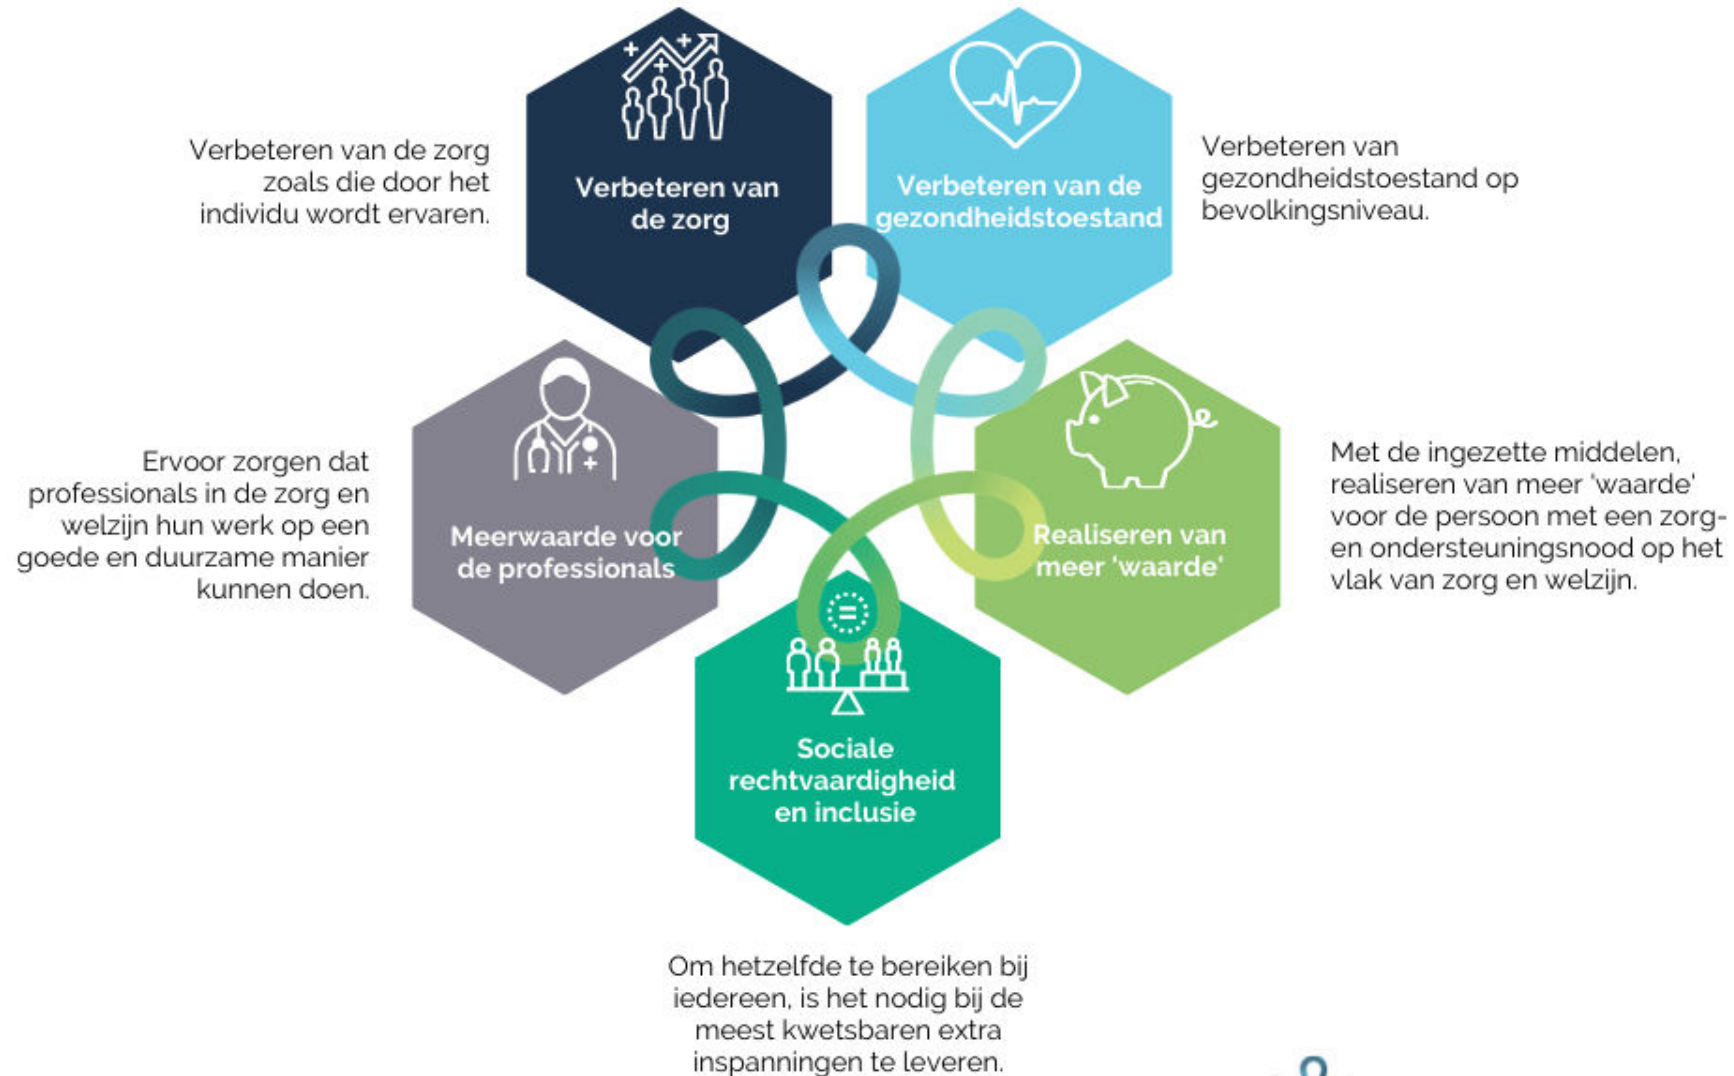 Verbeteren van de zorg
zoals die door het
individu wordt ervaren.
Verbeteren van
de zorg
Verbeteren van de
gezondheidstoestand
Verbeteren van
gezondheidstoestand op
bevolkingsniveau.
Ervoor zorgen dat
professionals in de zorg en
welzijn hun werk op een
goede en duurzame manier
kunnen doen.
Meerwaarde voor
de professionals
Realiseren van
meer 'waarde'
Met de ingezette middelen,
realiseren van meer 'waarde'
voor de persoon met een zorg-
en ondersteuningsnood op het
vlak van zorg en welzijn.
=
Sociale
rechtvaardigheid
en inclusie
Om hetzelfde te bereiken bij
iedereen, is het nodig bij de
meest kwetsbaren extra
inspanningen te leveren.